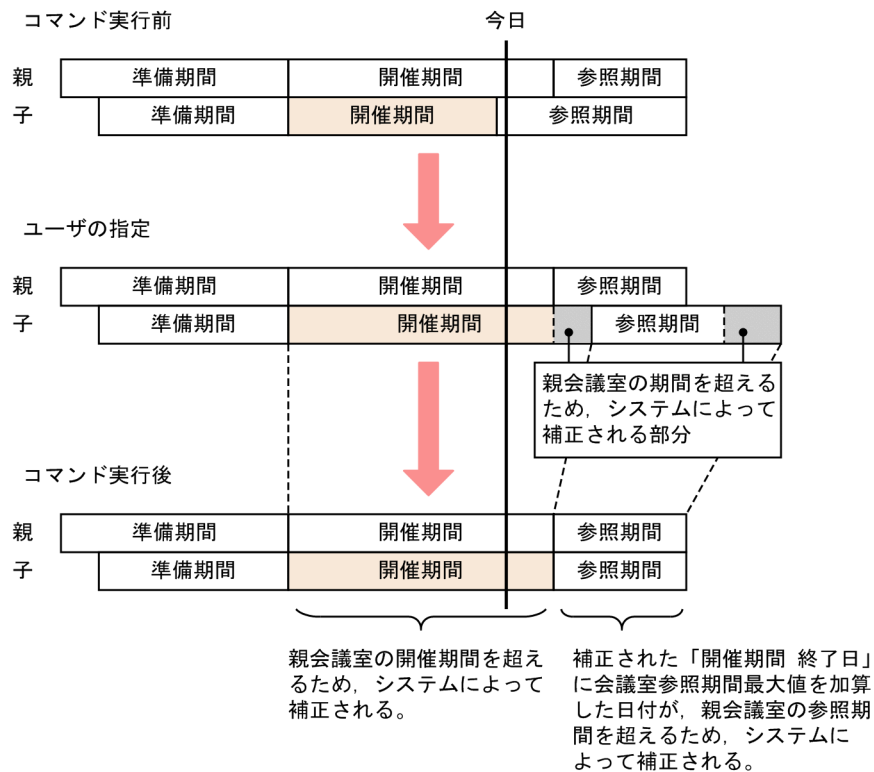 コマンド実行前
今日
親 準備期間 開催期間 参照期間
子 準備期間 開催期間 参照期間
ユーザの指定
親 準備期間 開催期間 参照期間
子 準備期間 開催期間 参照期間
親会議室の期間を超える
ため，システムによって
補正される部分
コマンド実行後
親 準備期間 開催期間 参照期間
子 準備期間 開催期間 参照期間
親会議室の開催期間を超え
るため，システムによって
補正される。
補正された「開催期間 終了日」
に会議室参照期間最大値を加算
した日付が，親会議室の参照期
間を超えるため，システムに
よって補正される。